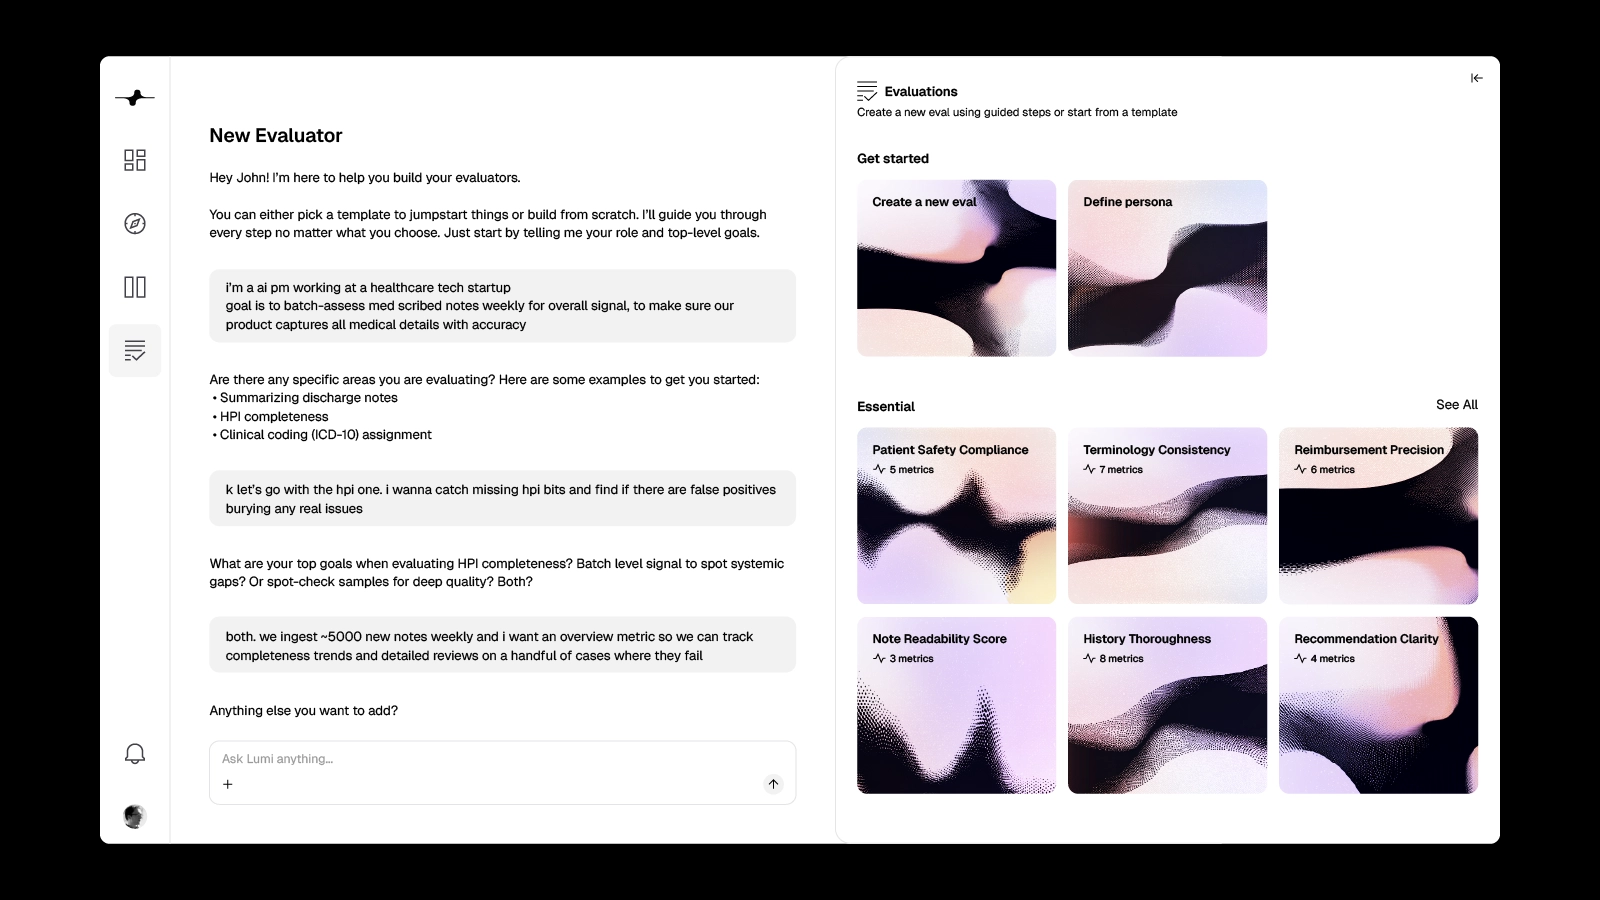 New Evaluator
Hey John! I'm here to help you build your evaluators.
You can either pick a template to jumpstart things or build from scratch. I'll guide you through
every step no matter what you choose. Just start by telling me your role and top-level goals.
i'm a ai pm working at a healthcare tech startup
goal is to batch-assess med scribed notes weekly for overall signal, to make sure our
product captures all medical details with accuracy
Are there any specific areas you are evaluating? Here are some examples to get you started:
• Summarizing discharge notes
• HPI completeness
• Clinical coding (ICD-10) assignment
k let's go with the hpi one. i wanna catch missing hpi bits and find if there are false positives
burying any real issues
What are your top goals when evaluating HPI completeness? Batch level signal to spot systemic
gaps? Or spot-check samples for deep quality? Both?
both. we ingest ~5000 new notes weekly and i want an overview metric so we can track
completeness trends and detailed reviews on a handful of cases where they fail
Anything else you want to add?
Ask Lumi anything...
Evaluations
Create a new eval using guided steps or start from a template
Get started
Create a new eval
Define persona
Essential
See All
Patient Safety Compliance
5 metrics
Terminology Consistency
7 metrics
Reimbursement Precision
6 metrics
Note Readability Score
3 metrics
History Thoroughness
8 metrics
Recommendation Clarity
4 metrics